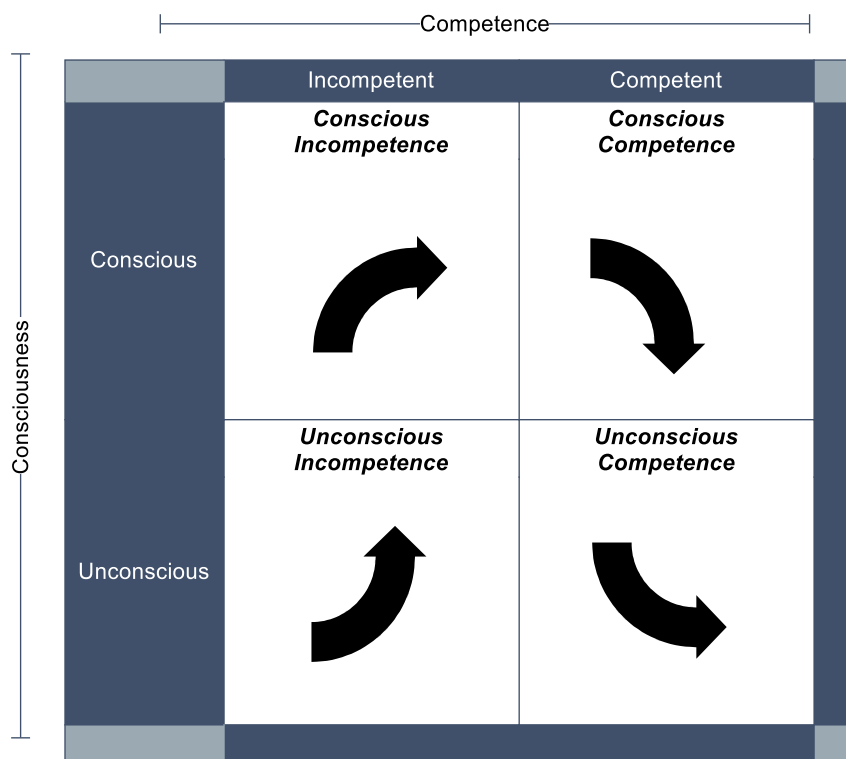 Competence
Incompetent
Competent
Conscious
Incompetence
Conscious
Competence
Conscious
Consciousness
Unconscious
Incompetence
Unconscious
Competence
Unconscious